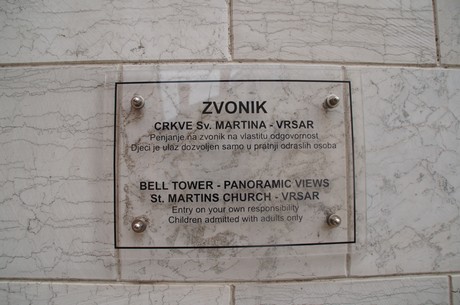 ZVONIK
CRKVE Sv. MARTINA - VRSAR
Penjanje na zvonik na vlastitu odgovornost
Djeci je ulaz dozvoljen samo u pratnji odraslih osoba
BELL TOWER - PANORAMIC VIEWS
St. MARTINS CHURCH - VRSAR
Entry on your own responsibility
Children admitted with adults only